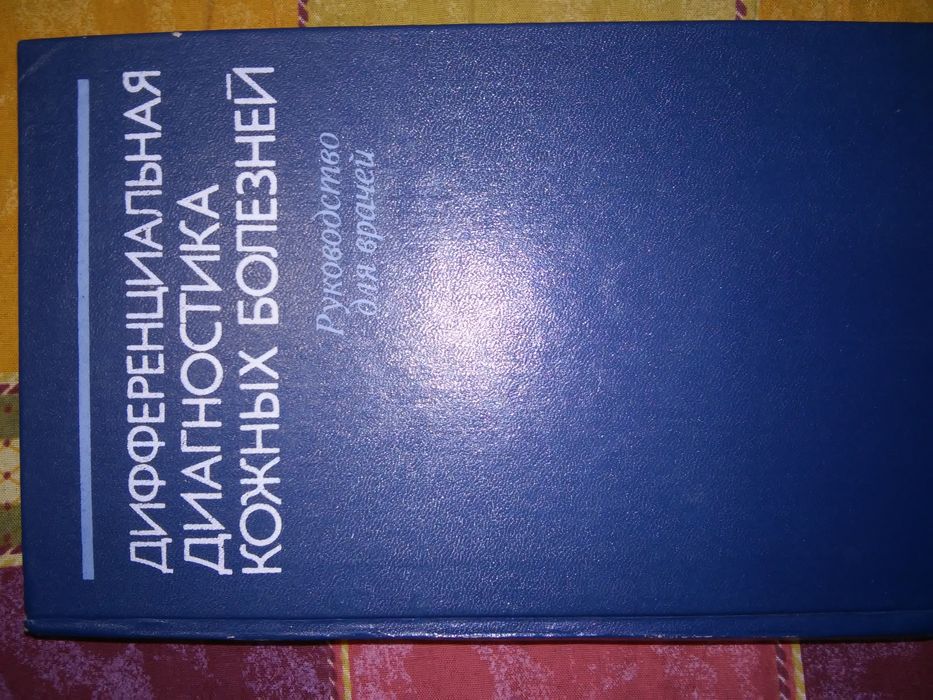 ДИФФЕРЕНЦИАЛЬНАЯ
ДИАГНОСТИКА
КОЖНЫХ БОЛЕЗНЕЙ
Руководство
для врачей